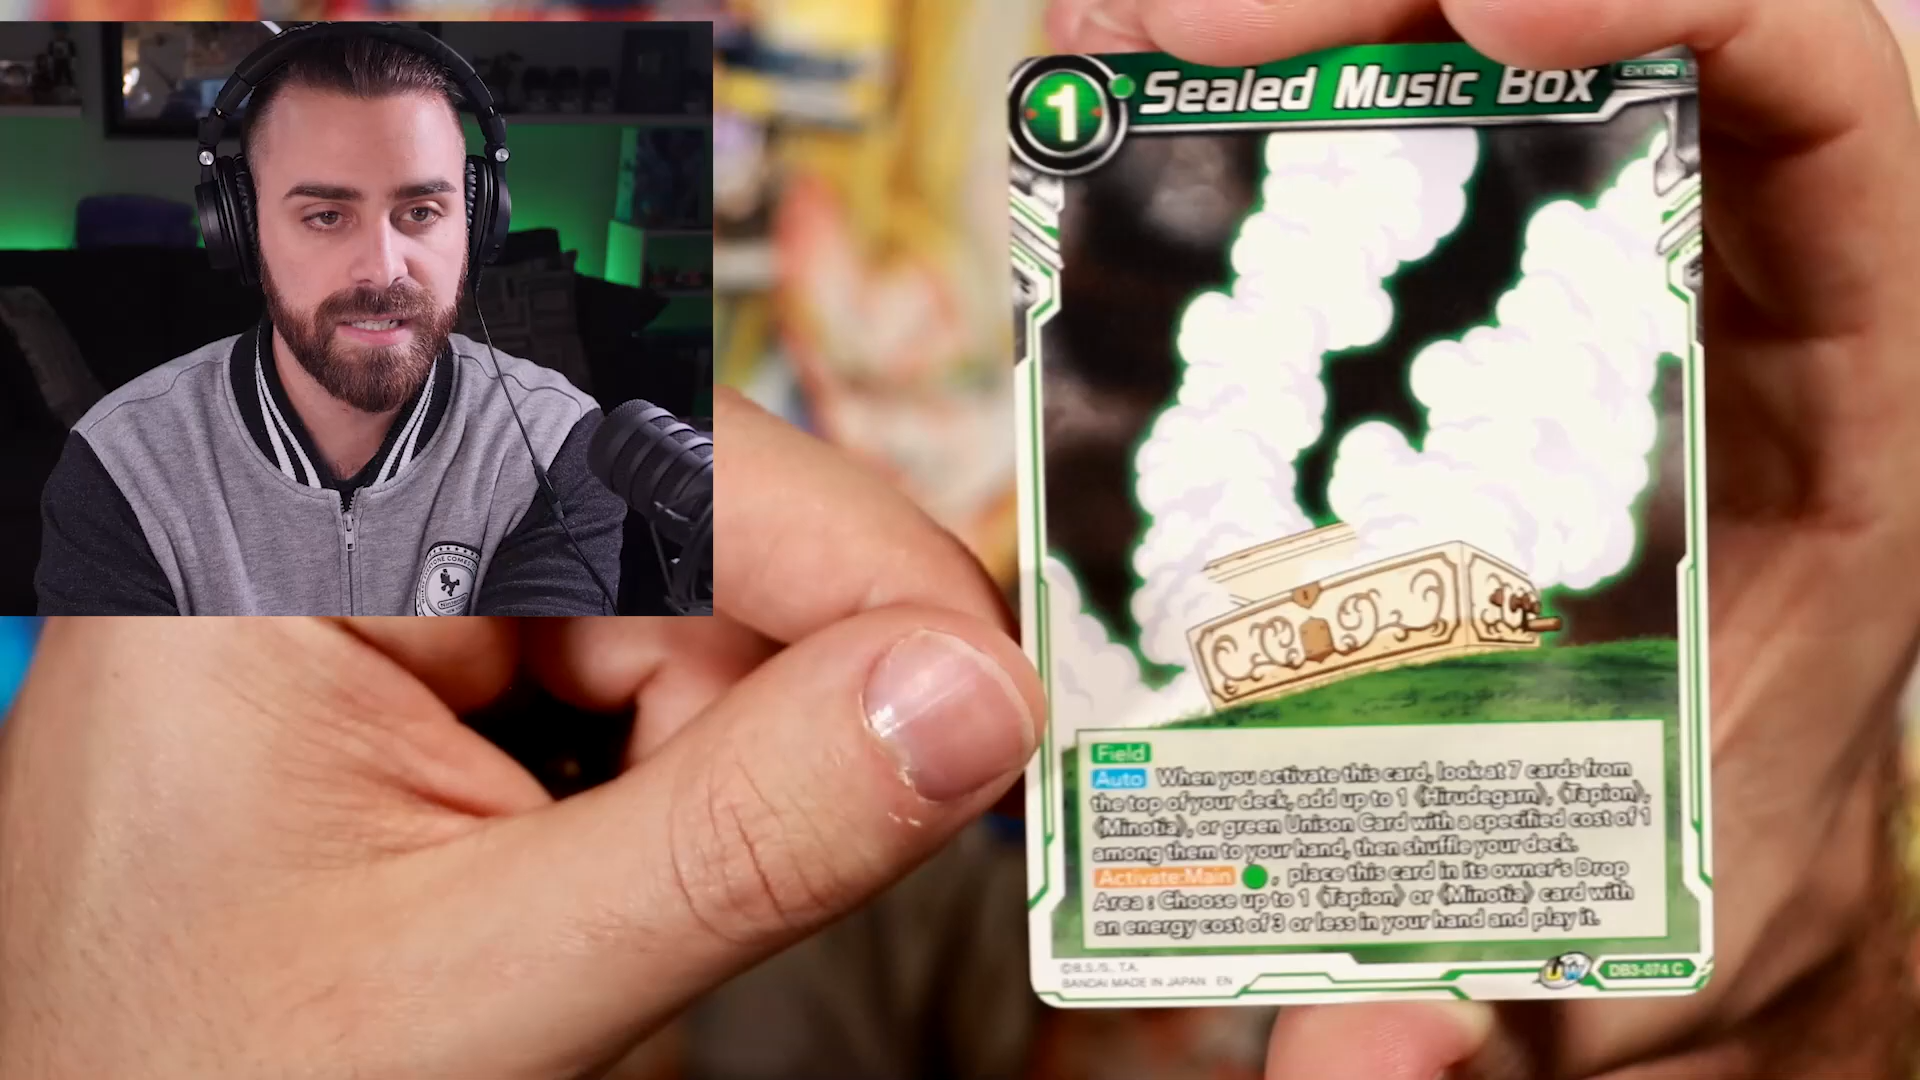 1 Sealed Music Box EXTRA
Field
Auto When you activate this card, look at 7 cards from
the top of your deck, add up to 1 《Hirudegarn》, 《Tapion》,
《Minotia》, or green Unison Card with a specified cost of 1
among them to your hand, then shuffle your deck.
Activate:Main , place this card in its owner's Drop
Area : Choose up to 1 《Tapion》 or 《Minotia》 card with
an energy cost of 3 or less in your hand and play it.
©B.S./S., T.A.
BANDAI MADE IN JAPAN EN
UW DB3-074 C